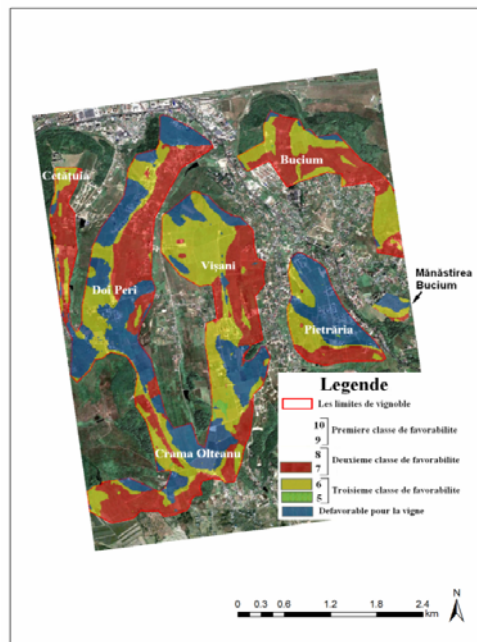 Bucium
Cetățuia
Vișani
Doi Peri
Mănăstirea
Bucium
Pietrăria
Crama Olteanu
Legende
Les limites de vignoble
10
9
Premiere classe de favorabilite
8
7
Deuxieme classe de favorabilite
6
5
Troisieme classe de favorabilite
Defavorable pour la vigne
0 0.3 0.6 1.2 1.8 2.4
km
N